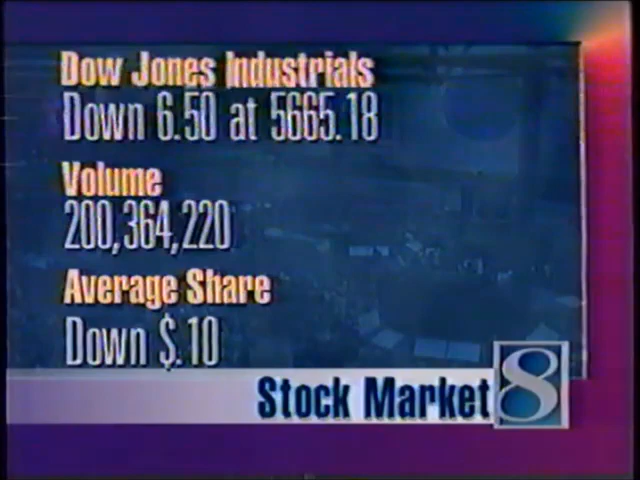 Dow Jones Industrials
Down 6.50 at 5665.18
Volume
200,364,220
Average Share
Down $.10
Stock Market 8